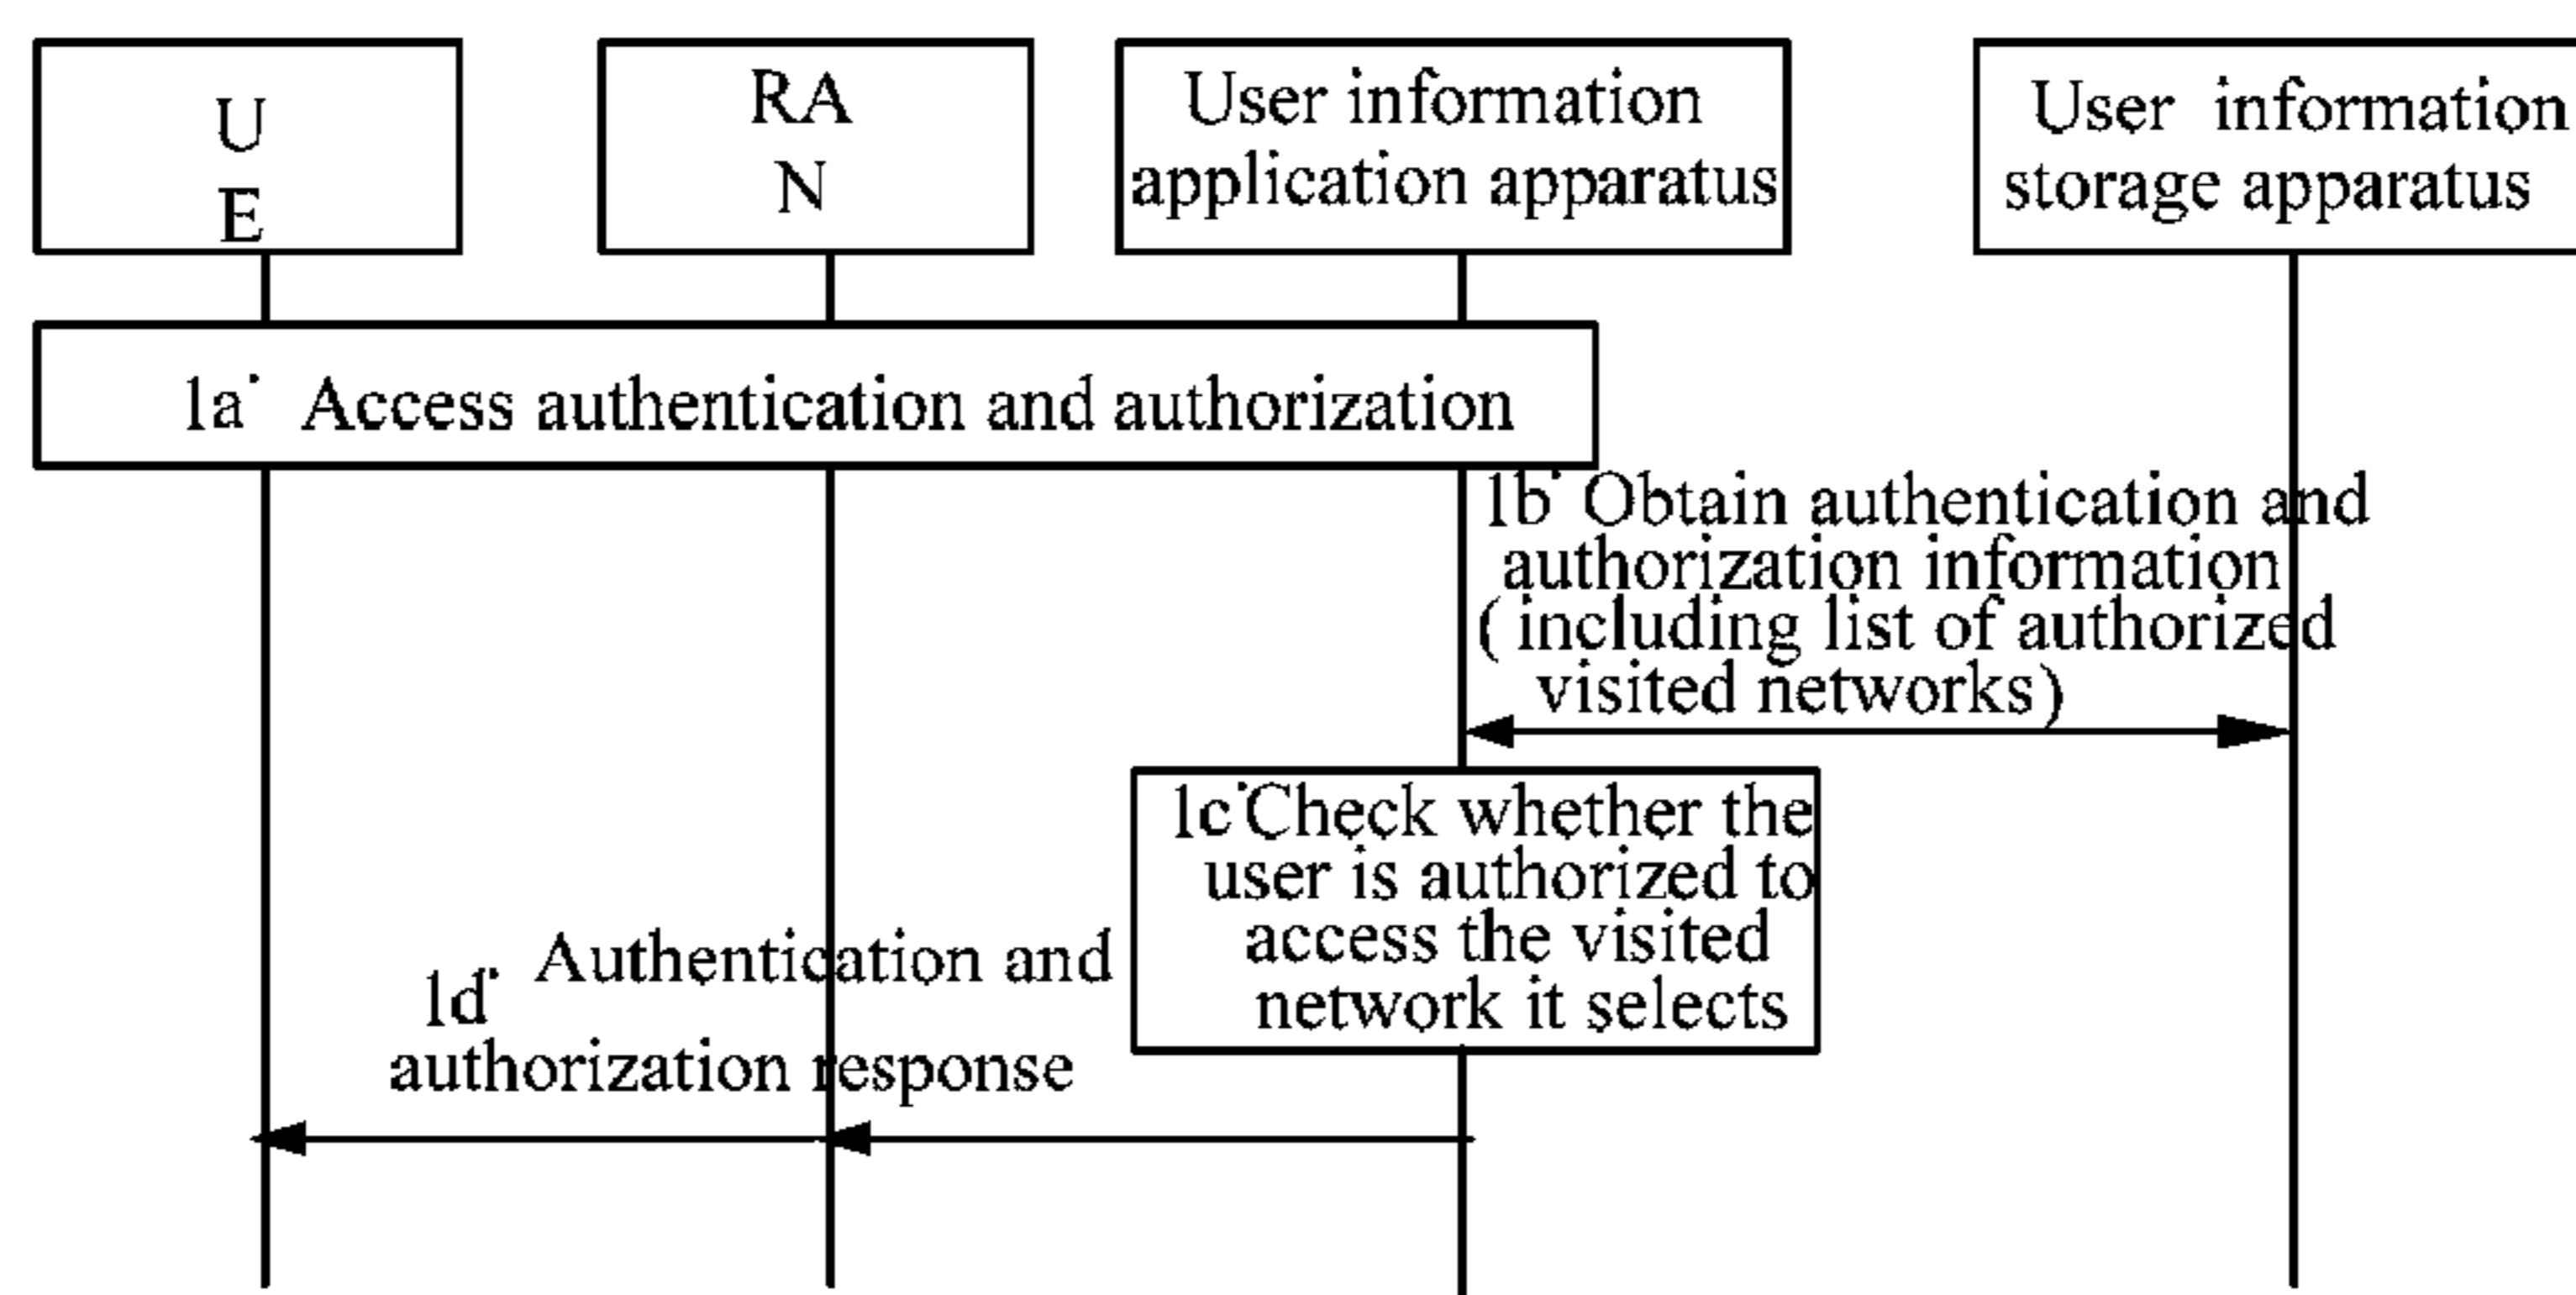 U
E
RA
N
User information
application apparatus
User information
storage apparatus
1a' Access authentication and authorization
1b' Obtain authentication and
authorization information
( including list of authorized
visited networks)
1c'Check whether the
user is authorized to
access the visited
network it selects
1d' Authentication and
authorization response